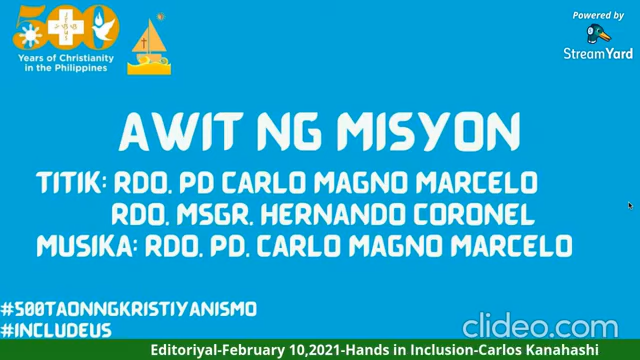 500
Years of Christianity
in the Philippines
Powered by
StreamYard
AWIT NG MISYON
TITIK: RDO. PD CARLO MAGNO MARCELO
RDO. MSGR. HERNANDO CORONEL
MUSIKA: RDO. PD. CARLO MAGNO MARCELO
#500TAONNGKRISTIYANISMO
#INCLUDEUS
clideo.com
Editoriyal-February 10,2021-Hands in Inclusion-Carlos Kanahashi